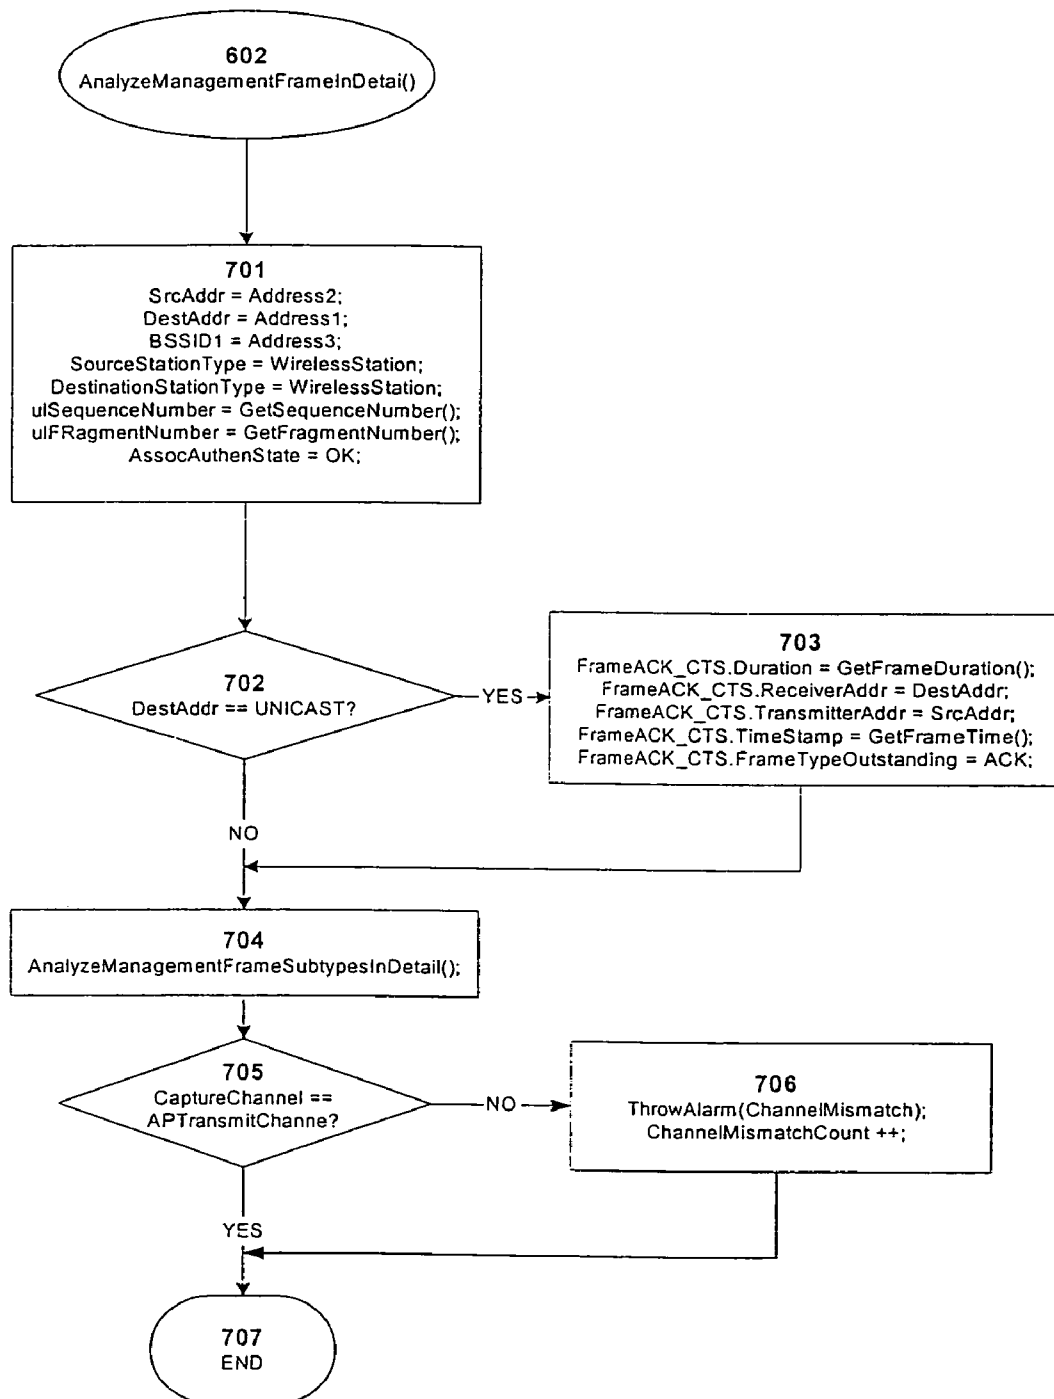 602
AnalyzeManagementFrameInDetai()
701
SrcAddr = Address2;
DestAddr = Address1;
BSSID1 = Address3;
SourceStationType = WirelessStation;
DestinationStationType = WirelessStation;
ulSequenceNumber = GetSequenceNumber();
ulFRagmentNumber = GetFragmentNumber();
AssocAuthenState = OK;
702
DestAddr == UNICAST?
YES
703
FrameACK_CTS.Duration = GetFrameDuration();
FrameACK_CTS.ReceiverAddr = DestAddr;
FrameACK_CTS.TransmitterAddr = SrcAddr;
FrameACK_CTS.TimeStamp = GetFrameTime();
FrameACK_CTS.FrameTypeOutstanding = ACK;
NO
704
AnalyzeManagementFrameSubtypesInDetail();
705
CaptureChannel ==
APTransmitChanne?
NO
706
ThrowAlarm(ChannelMismatch);
ChannelMismatchCount ++;
YES
707
END